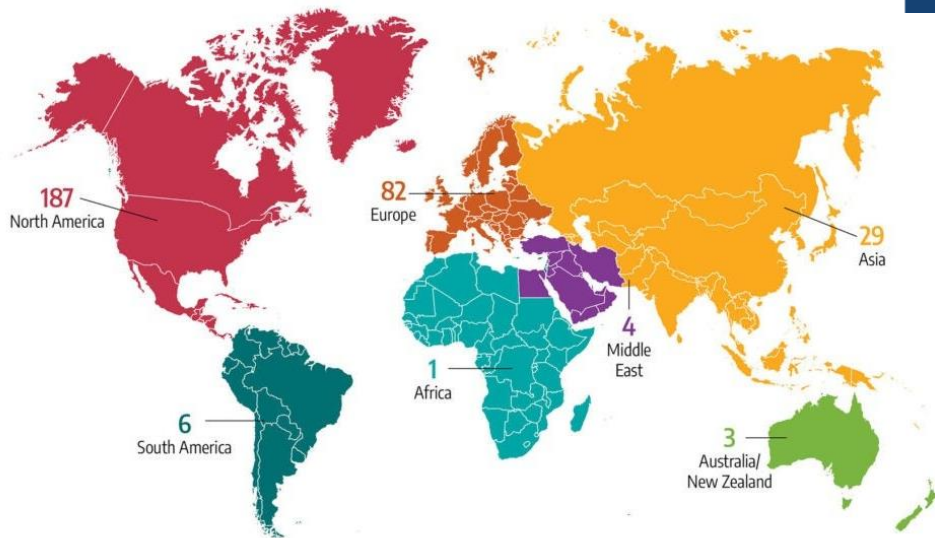 187
North America
82
Europe
29
Asia
4
Middle
East
1
Africa
6
South America
3
Australia/
New Zealand